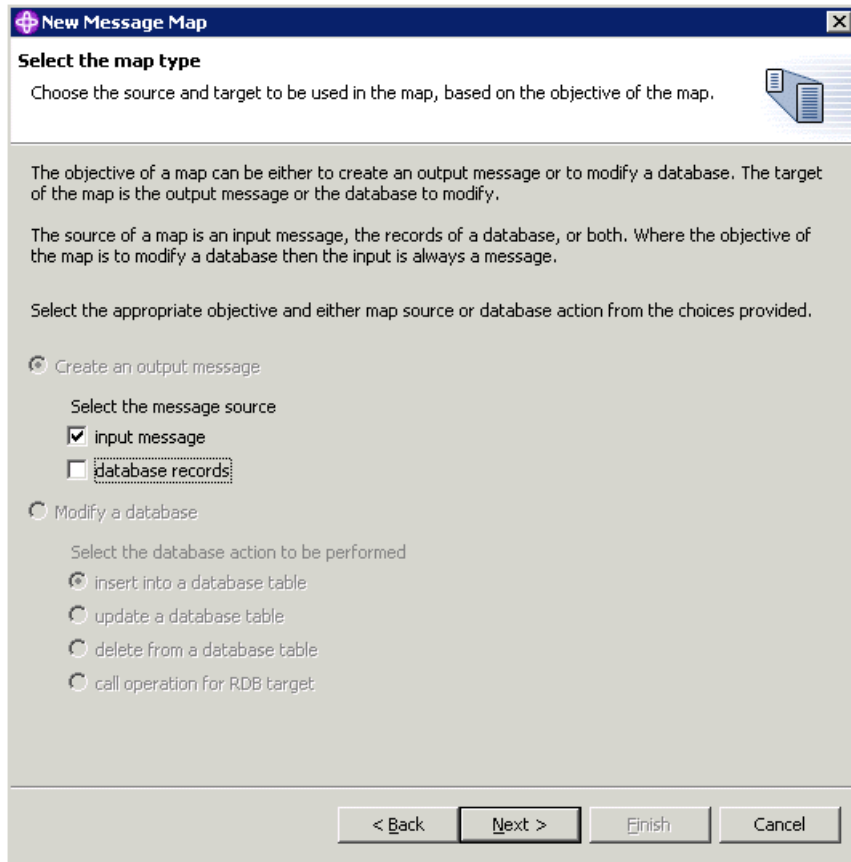 New Message Map
Select the map type
Choose the source and target to be used in the map, based on the objective of the map.
The objective of a map can be either to create an output message or to modify a database. The target
of the map is the output message or the database to modify.
The source of a map is an input message, the records of a database, or both. Where the objective of
the map is to modify a database then the input is always a message.
Select the appropriate objective and either map source or database action from the choices provided.
Create an output message
Select the message source
input message
database records
Modify a database
Select the database action to be performed
insert into a database table
update a database table
delete from a database table
call operation for RDB target
< Back Next > Finish Cancel